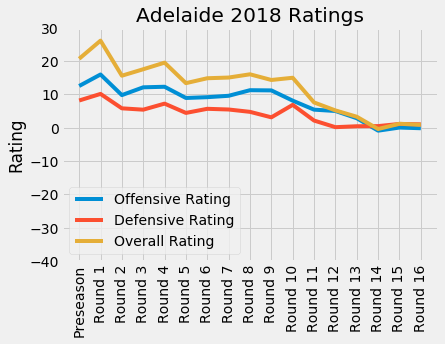 Adelaide 2018 Ratings
30
20
10
0
−10
−20
−30
−40
Rating
Offensive Rating
Defensive Rating
Overall Rating
Preseason
Round 1
Round 2
Round 3
Round 4
Round 5
Round 6
Round 7
Round 8
Round 9
Round 10
Round 11
Round 12
Round 13
Round 14
Round 15
Round 16